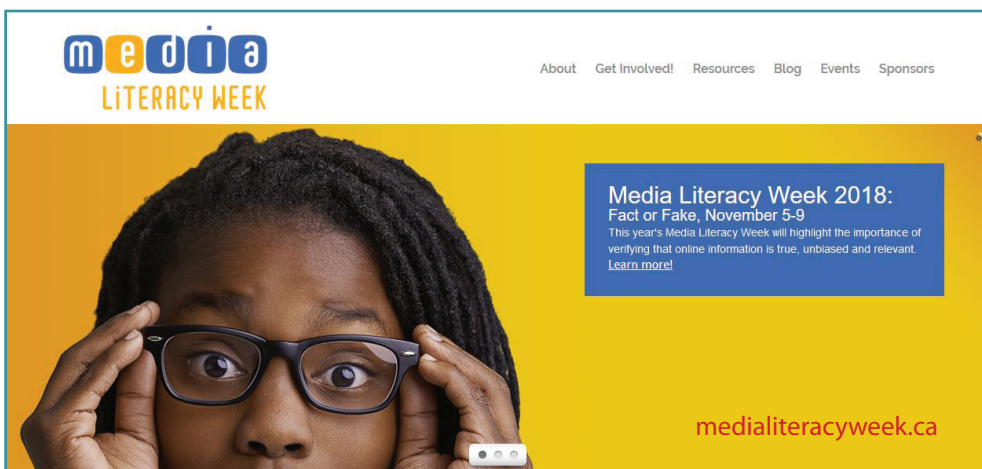 media
LiTERACY WEEK
About Get Involved! Resources Blog Events Sponsors
Media Literacy Week 2018:
Fact or Fake, November 5-9
This year's Media Literacy Week will highlight the importance of
verifying that online information is true, unbiased and relevant.
Learn more!
medialiteracyweek.ca